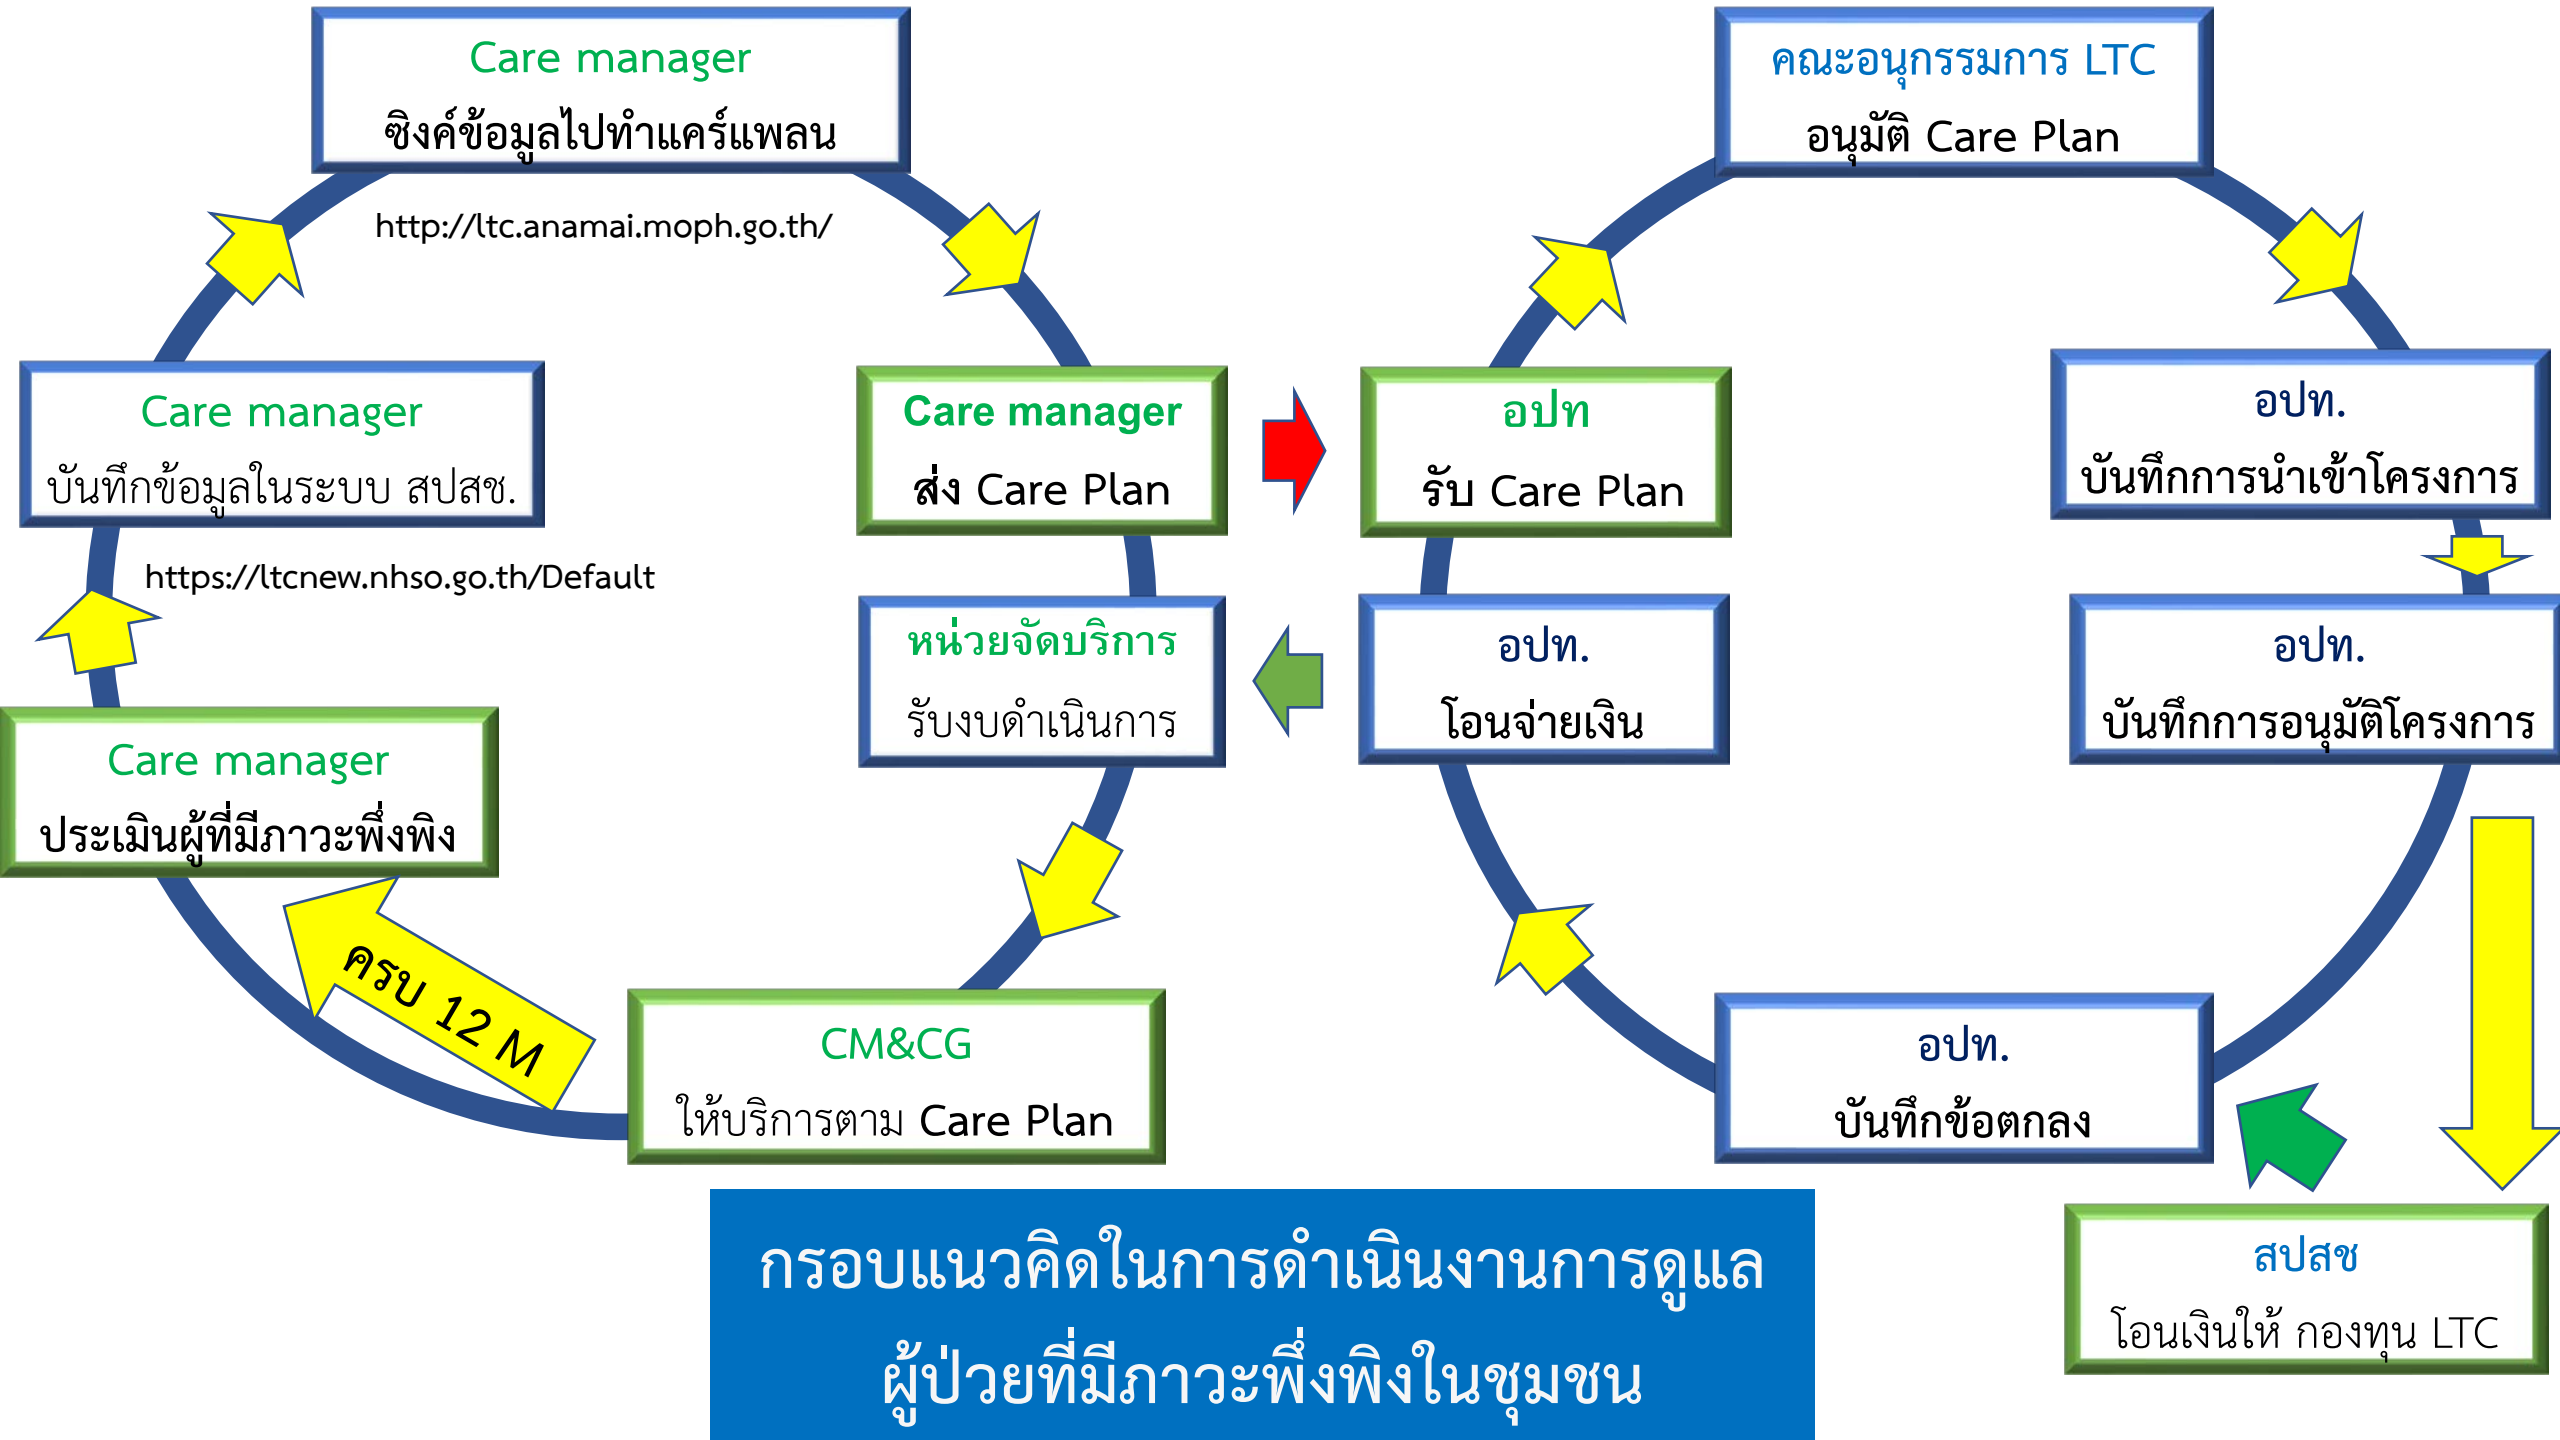 Care manager
ซิงค์ข้อมูลไปทำแคร์แพลน
http://ltc.anamai.moph.go.th/
Care manager
บันทึกข้อมูลในระบบ สปสช.
https://ltcnew.nhso.go.th/Default
Care manager
ประเมินผู้ที่มีภาวะพึ่งพิง
Care manager
ส่ง Care Plan
หน่วยจัดบริการ
รับงบดำเนินการ
ครบ 12 M
CM&CG
ให้บริการตาม Care Plan
คณะอนุกรรมการ LTC
อนุมัติ Care Plan
อปท
รับ Care Plan
อปท.
บันทึกการนำเข้าโครงการ
อปท.
โอนจ่ายเงิน
อปท.
บันทึกการอนุมัติโครงการ
อปท.
บันทึกข้อตกลง
สปสช
โอนเงินให้ กองทุน LTC
กรอบแนวคิดในการดำเนินงานการดูแล
ผู้ป่วยที่มีภาวะพึ่งพิงในชุมชน